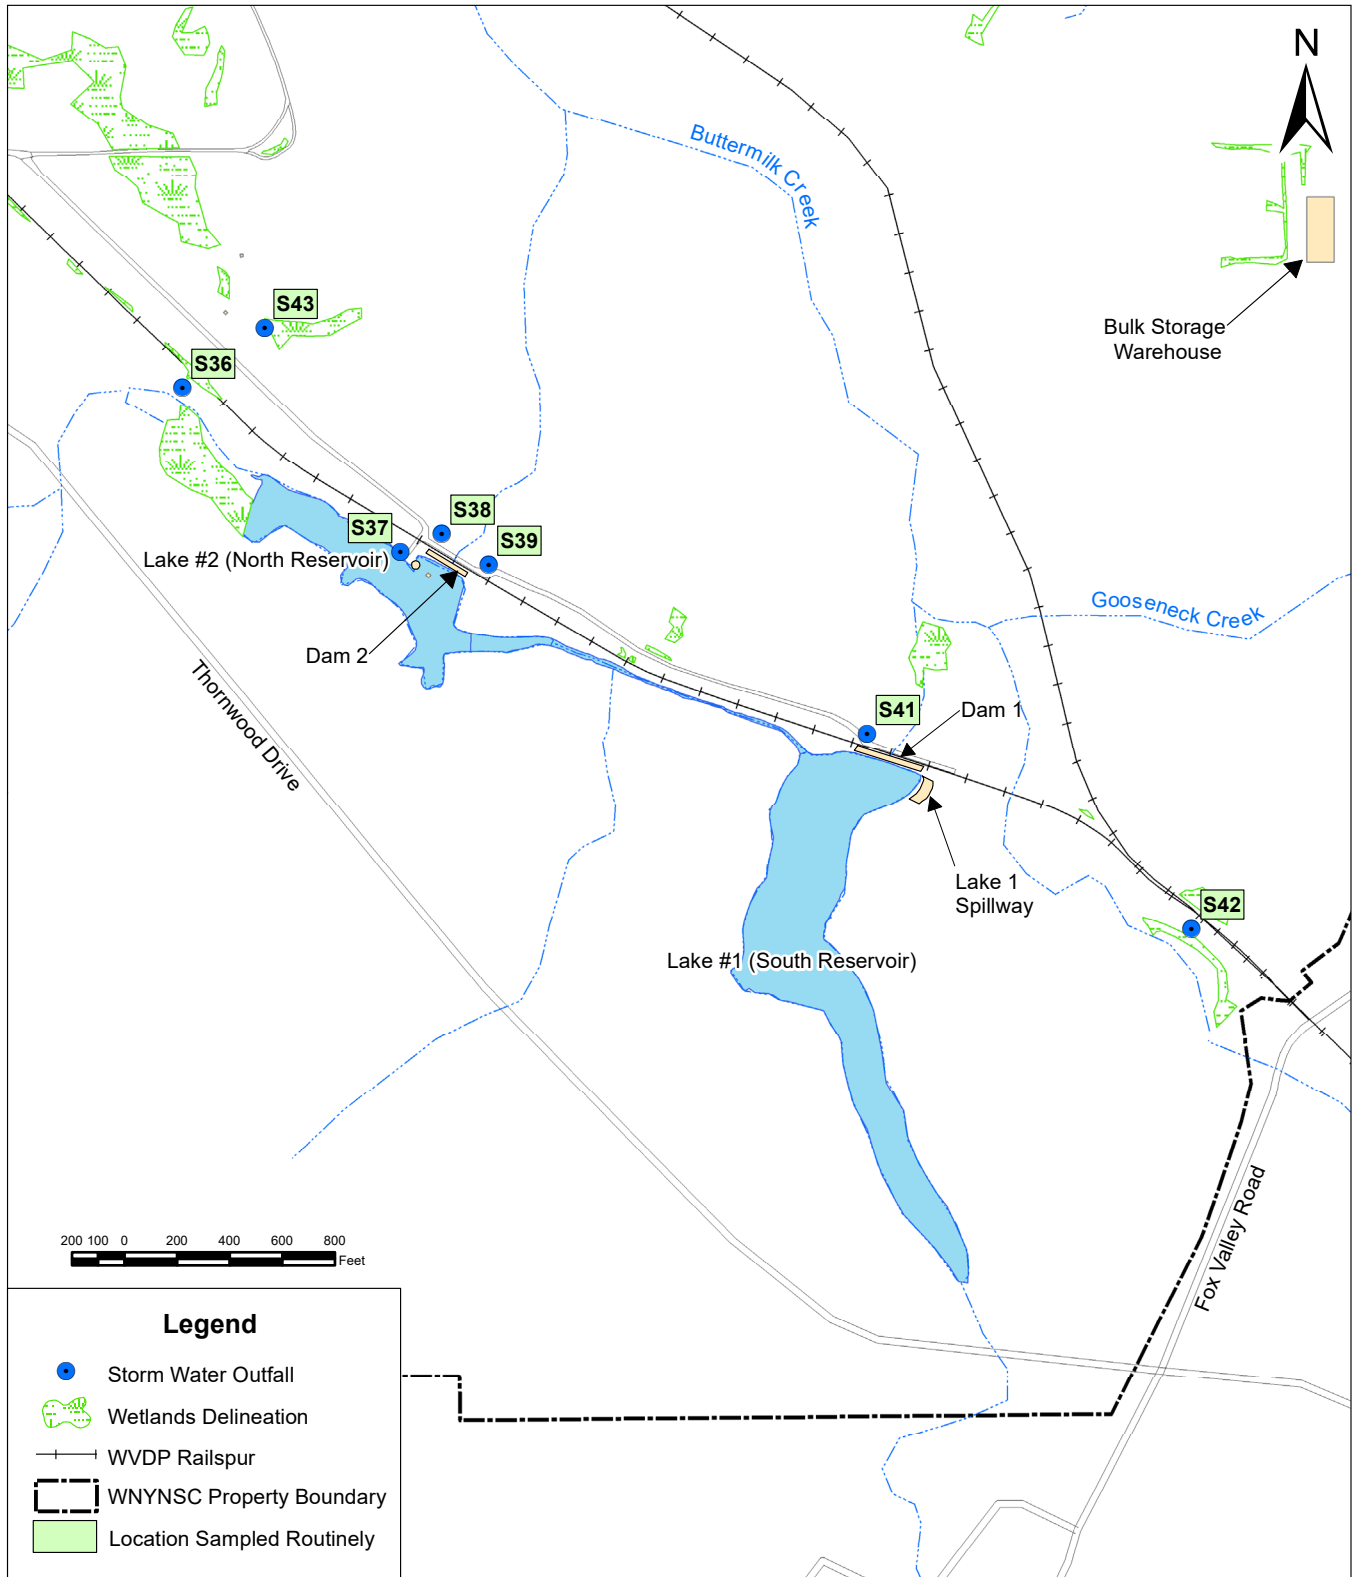 N
Buttermilk Creek
Bulk Storage
Warehouse
S43
S36
S38
S37
S39
Lake #2 (North Reservoir)
Gooseneck Creek
Dam 2
Thornwood Drive
S41
Dam 1
Lake 1
Spillway
S42
Lake #1 (South Reservoir)
Fox Valley Road
200 100 0 200 400 600 800
Feet
Legend
Storm Water Outfall
Wetlands Delineation
WVDP Railspur
WNYNSC Property Boundary
Location Sampled Routinely